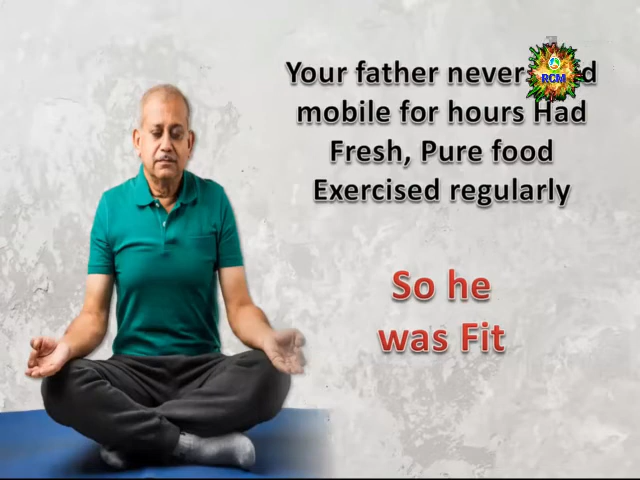 Your father never
mobile for hours Had
Fresh, Pure food
Exercised regularly
RCM
So he
was Fit